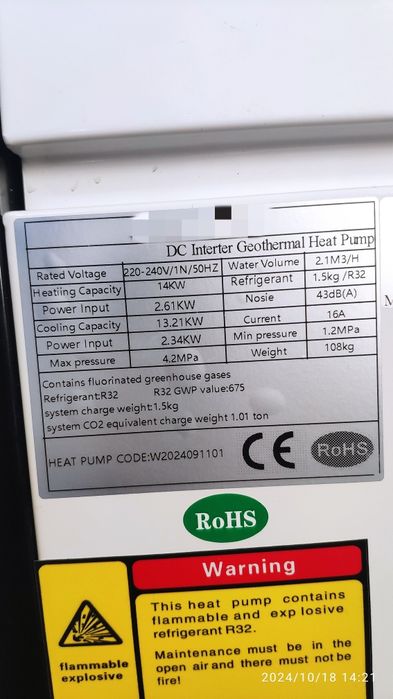 DC Interter Geothermal Heat Pump
Rated Voltage 220-240V/1N/50HZ Water Volume 2.1M3/H
Heatiing Capacity 14KW Refrigerant 1.5kg /R32
Power Input 2.61KW Nosie 43dB(A)
Cooling Capacity 13.21KW Current 16A
Power Input 2.34KW Min pressure 1.2MPa
Max pressure 4.2MPa Weight 108kg
Contains fluorinated greenhouse gases
Refrigerant:R32 R32 GWP value:675
system charge weight:1.5kg
system CO2 equivalent charge weight 1.01 ton
HEAT PUMP CODE:W2024091101 CE RoHS
RoHS
Warning
This heat pump contains
flammable and explosive
refrigerant R32.
Maintenance must be in the
open air and there must not be
fire!
flammable
explosive
2024/10/18 14:21